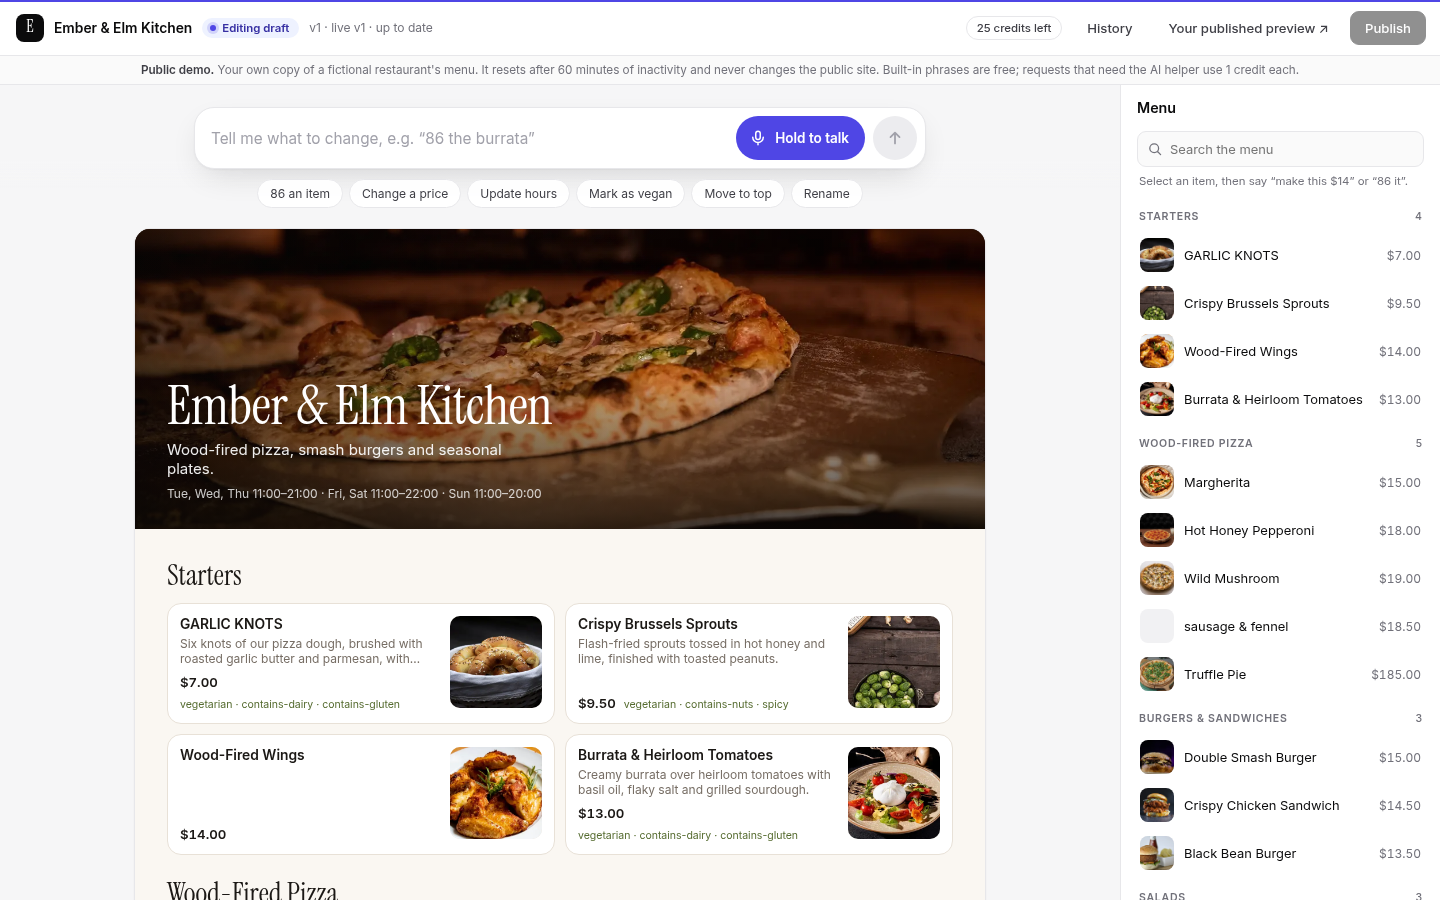 E
Ember & Elm Kitchen
Editing draft
v1 · live v1 · up to date
25 credits left
History
Your published preview ↗
Publish
Public demo. Your own copy of a fictional restaurant's menu. It resets after 60 minutes of inactivity and never changes the public site. Built-in phrases are free; requests that need the AI helper use 1 credit each.
Tell me what to change, e.g. “86 the burrata”
Hold to talk
86 an item
Change a price
Update hours
Mark as vegan
Move to top
Rename
Ember & Elm Kitchen
Wood-fired pizza, smash burgers and seasonal
plates.
Tue, Wed, Thu 11:00–21:00 · Fri, Sat 11:00–22:00 · Sun 11:00–20:00
Starters
GARLIC KNOTS
Six knots of our pizza dough, brushed with
roasted garlic butter and parmesan, with...
$7.00
vegetarian · contains-dairy · contains-gluten
Crispy Brussels Sprouts
Flash-fried sprouts tossed in hot honey and
lime, finished with toasted peanuts.
$9.50 vegetarian · contains-nuts · spicy
Wood-Fired Wings
$14.00
Burrata & Heirloom Tomatoes
Creamy burrata over heirloom tomatoes with
basil oil, flaky salt and grilled sourdough.
$13.00
vegetarian · contains-dairy · contains-gluten
Wood-Fired Pizza
Menu
Search the menu
Select an item, then say “make this $14” or “86 it”.
STARTERS 4
GARLIC KNOTS $7.00
Crispy Brussels Sprouts $9.50
Wood-Fired Wings $14.00
Burrata & Heirloom Tomatoes $13.00
WOOD-FIRED PIZZA 5
Margherita $15.00
Hot Honey Pepperoni $18.00
Wild Mushroom $19.00
sausage & fennel $18.50
Truffle Pie $185.00
BURGERS & SANDWICHES 3
Double Smash Burger $15.00
Crispy Chicken Sandwich $14.50
Black Bean Burger $13.50
SALADS 3